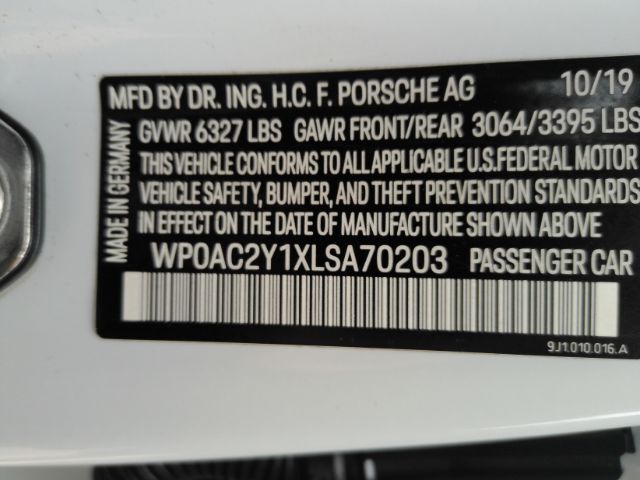 MFD BY DR. ING. H.C. F. PORSCHE AG 10/19
GVWR 6327 LBS GAWR FRONT/REAR 3064/3395 LBS
THIS VEHICLE CONFORMS TO ALL APPLICABLE U.S.FEDERAL MOTOR
VEHICLE SAFETY, BUMPER, AND THEFT PREVENTION STANDARDS
IN EFFECT ON THE DATE OF MANUFACTURE SHOWN ABOVE
WP0AC2Y1XLSA70203 PASSENGER CAR
9J1.010.016.A
MADE IN GERMANY